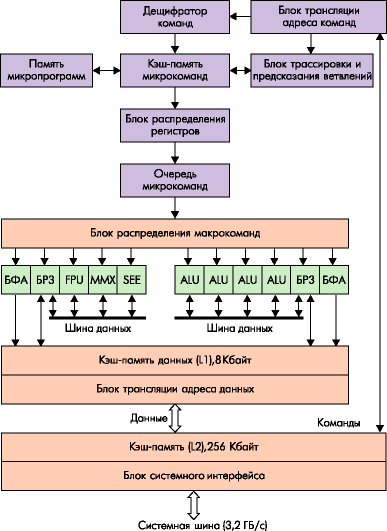 Дешифратор
команд
Блок трансляции
адреса команд
Память
микропрограмм
Кэш-память
микрокоманд
Блок трассировки и
предсказания ветвлений
Блок распределения
регистров
Очередь
микрокоманд
Блок распределения макрокоманд
БФА БРЗ FPU MMX SEE ALU ALU ALU ALU БРЗ БФА
Шина данных Шина данных
Кэш-память данных (L1),8 Кбайт
Блок трансляции адреса данных
Данные
Команды
Кэш-память (L2),256 Кбайт
Блок системного интерфейса
Системная шина (3,2 ГБ/с)